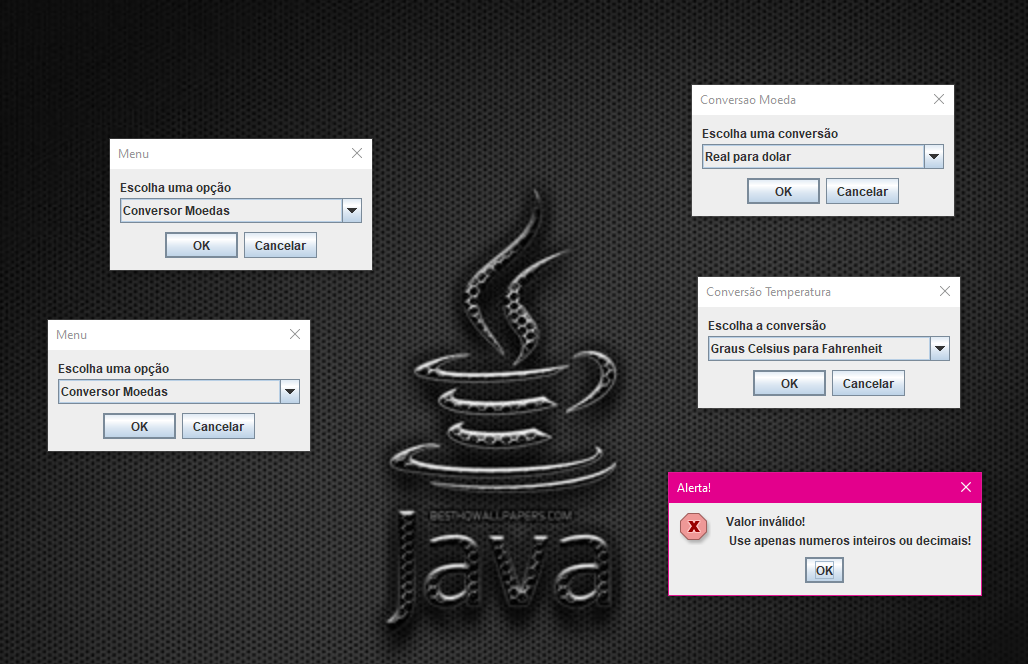 Menu
Escolha uma opção
Conversor Moedas
OK
Cancelar
Menu
Escolha uma opção
Conversor Moedas
OK
Cancelar
Conversao Moeda
Escolha uma conversão
Real para dolar
OK
Cancelar
Conversão Temperatura
Escolha a conversão
Graus Celsius para Fahrenheit
OK
Cancelar
Alerta!
Valor inválido!
Use apenas numeros inteiros ou decimais!
OK
BESTHDWALLPAPERS.COM
Java